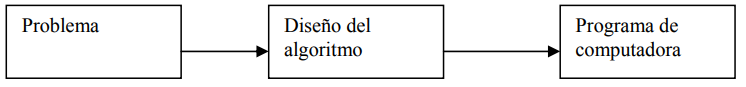 Problema
Diseño del
algoritmo
Programa de
computadora